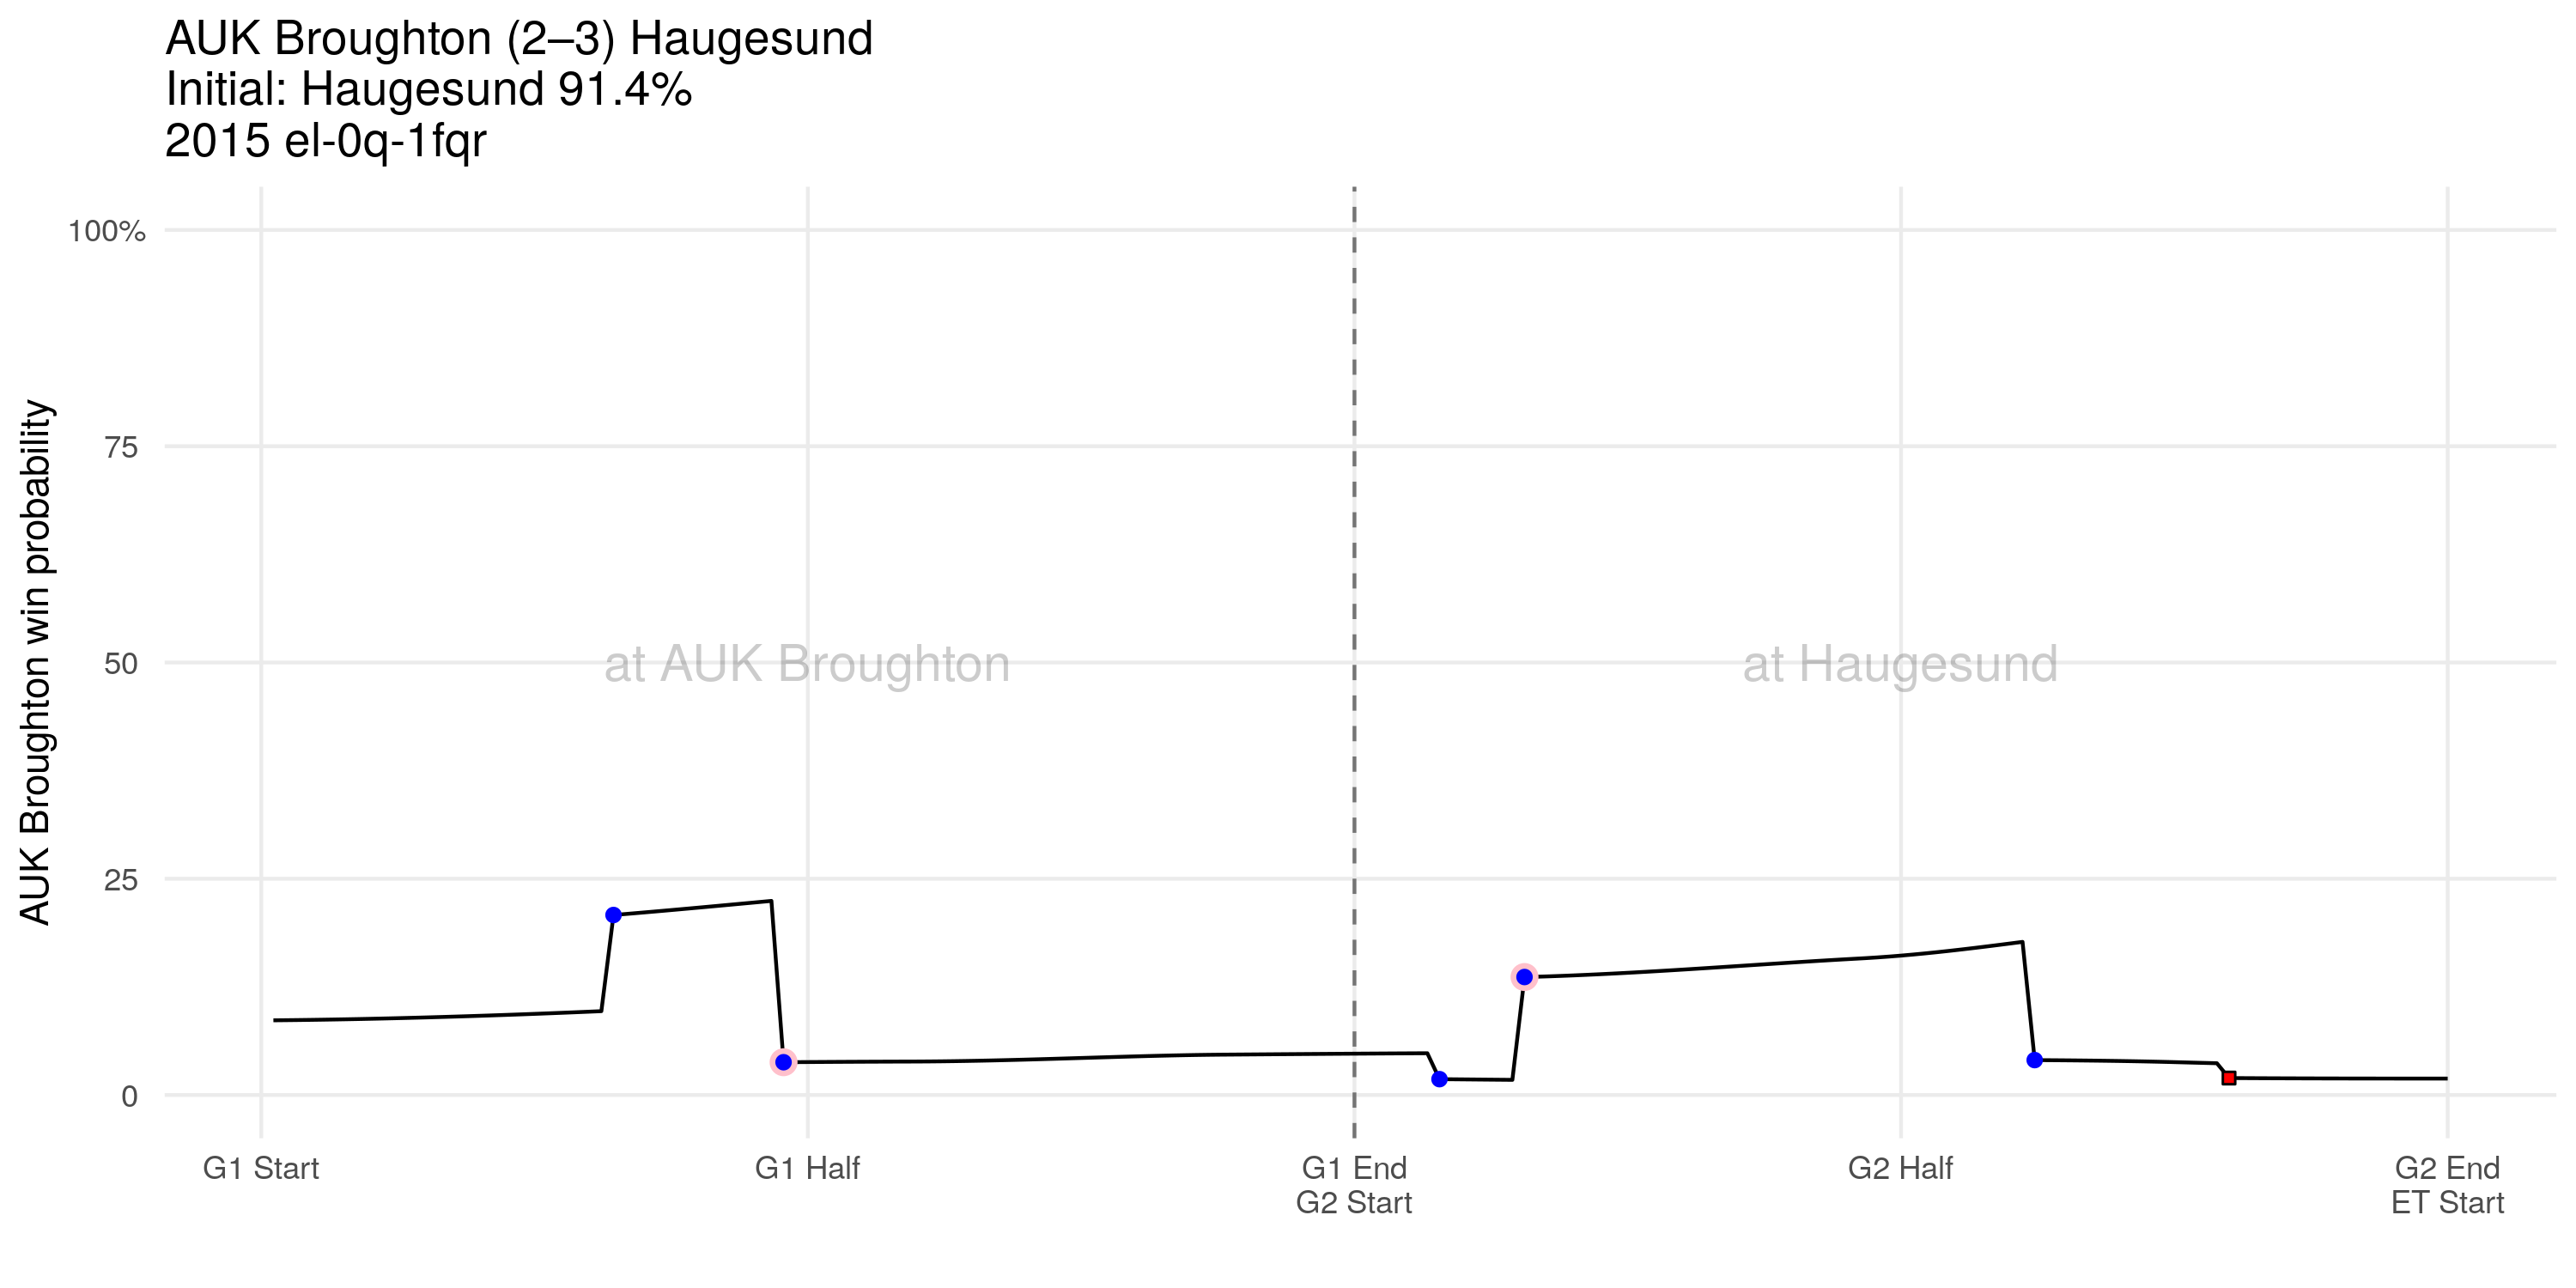 AUK Broughton (2–3) Haugesund
Initial: Haugesund 91.4%
2015 el-0q-1fqr
AUK Broughton win probability
100%
75
50
25
0
at AUK Broughton
at Haugesund
G1 Start
G1 Half
G1 End
G2 Start
G2 Half
G2 End
ET Start